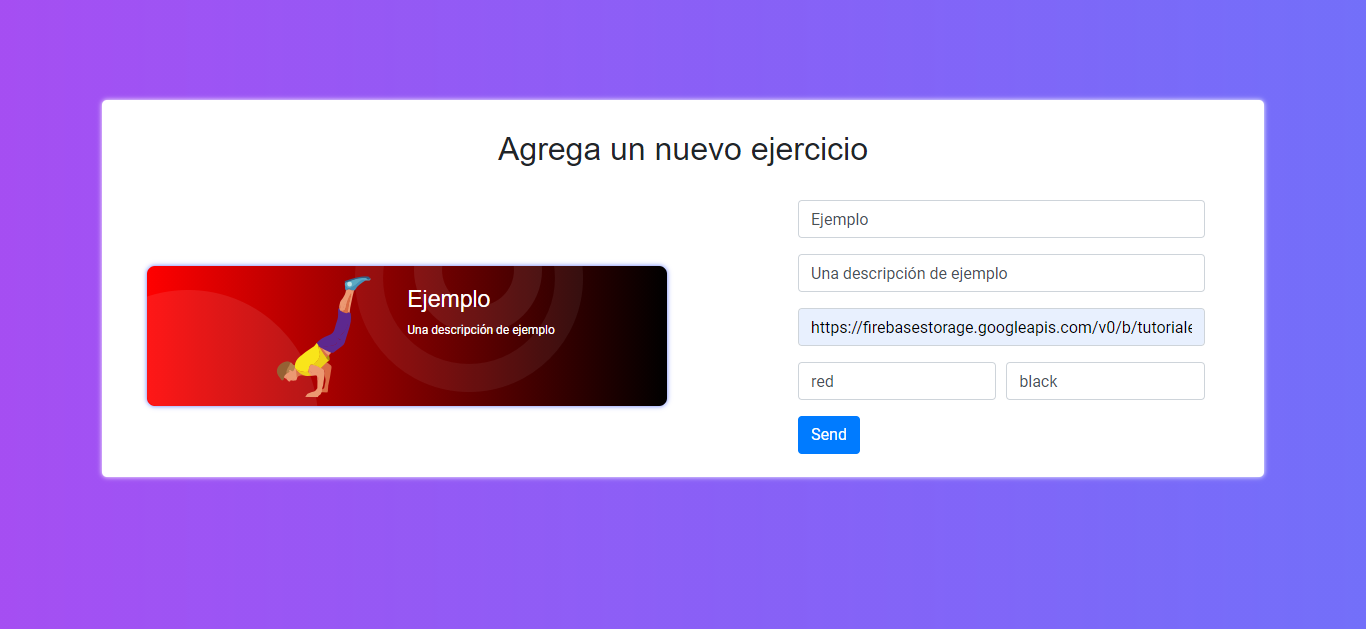 Agrega un nuevo ejercicio
Ejemplo
Una descripción de ejemplo
Ejemplo
Una descripción de ejemplo
https://firebasestorage.googleapis.com/v0/b/tutoriale
red
black
Send